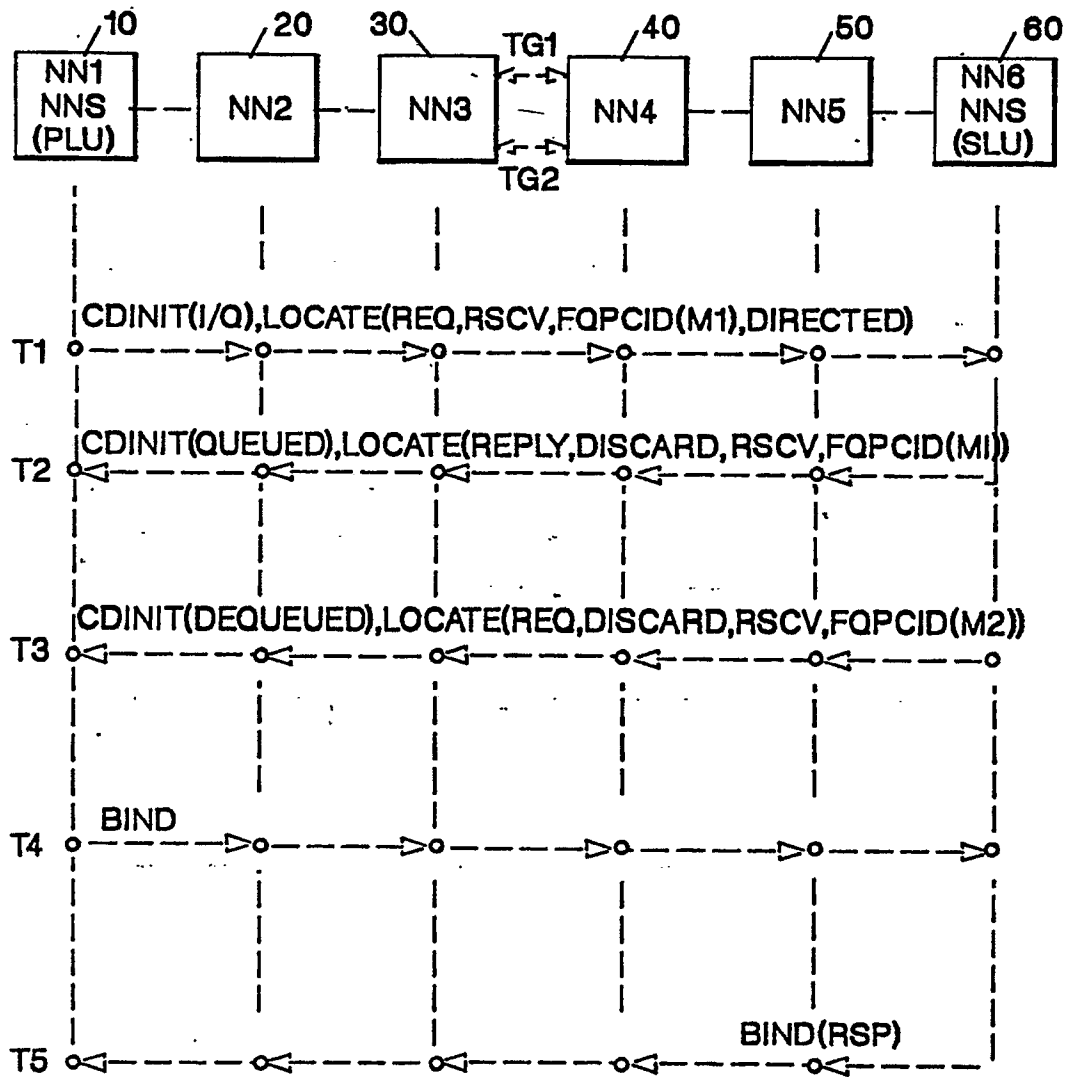 10 20 30 TG1 40 50 60
NN1
NNS
(PLU)
NN2
NN3
NN4
NN5
NN6
NNS
(SLU)
TG2
CDINIT(I/Q),LOCATE(REQ,RSCV,FQPCID(M1),DIRECTED)
T1
CDINIT(QUEUED),LOCATE(REPLY,DISCARD,RSCV,FQPCID(MI))
T2
CDINIT(DEQUEUED),LOCATE(REQ,DISCARD,RSCV,FQPCID(M2))
T3
BIND
T4
BIND(RSP)
T5